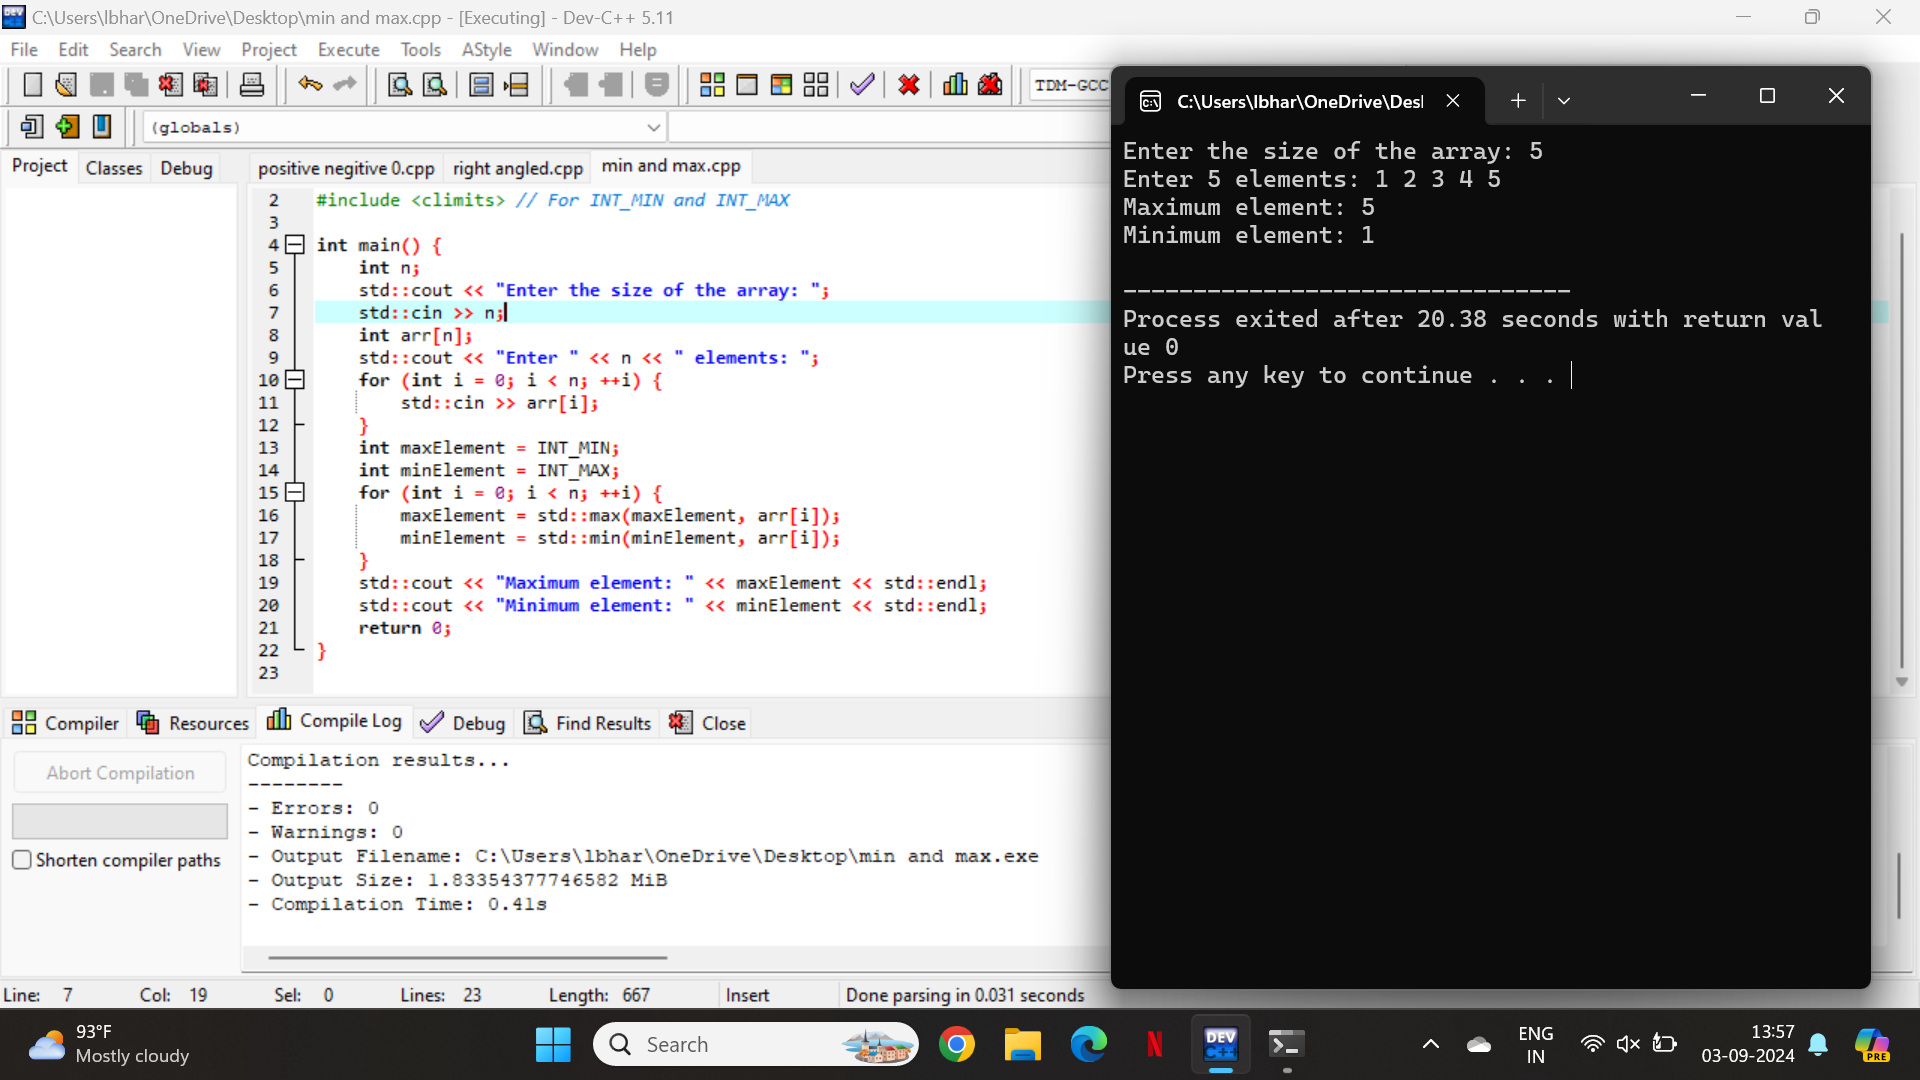 C:\Users\lbhar\OneDrive\Desktop\min and max.cpp - [Executing] - Dev-C++ 5.11
File Edit Search View Project Execute Tools AStyle Window Help
TDM-GCC
(globals)
Project Classes Debug
positive negitive 0.cpp right angled.cpp min and max.cpp
2 #include <climits> // For INT_MIN and INT_MAX
3
4 int main() {
5 int n;
6 std::cout << "Enter the size of the array: ";
7 std::cin >> n;
8 int arr[n];
9 std::cout << "Enter " << n << " elements: ";
10 for (int i = 0; i < n; ++i) {
11 std::cin >> arr[i];
12 }
13 int maxElement = INT_MIN;
14 int minElement = INT_MAX;
15 for (int i = 0; i < n; ++i) {
16 maxElement = std::max(maxElement, arr[i]);
17 minElement = std::min(minElement, arr[i]);
18 }
19 std::cout << "Maximum element: " << maxElement << std::endl;
20 std::cout << "Minimum element: " << minElement << std::endl;
21 return 0;
22 }
23
C:\Users\lbhar\OneDrive\Des
Enter the size of the array: 5
Enter 5 elements: 1 2 3 4 5
Maximum element: 5
Minimum element: 1
--------------------------------
Process exited after 20.38 seconds with return val
ue 0
Press any key to continue . . .
Compiler Resources Compile Log Debug Find Results Close
Abort Compilation
Shorten compiler paths
Compilation results...
--------
- Errors: 0
- Warnings: 0
- Output Filename: C:\Users\lbhar\OneDrive\Desktop\min and max.exe
- Output Size: 1.83354377746582 MiB
- Compilation Time: 0.41s
Line: 7 Col: 19 Sel: 0 Lines: 23 Length: 667 Insert Done parsing in 0.031 seconds
93°F
Mostly cloudy
Search
DEV
C++
ENG
IN
13:57
03-09-2024
PRE